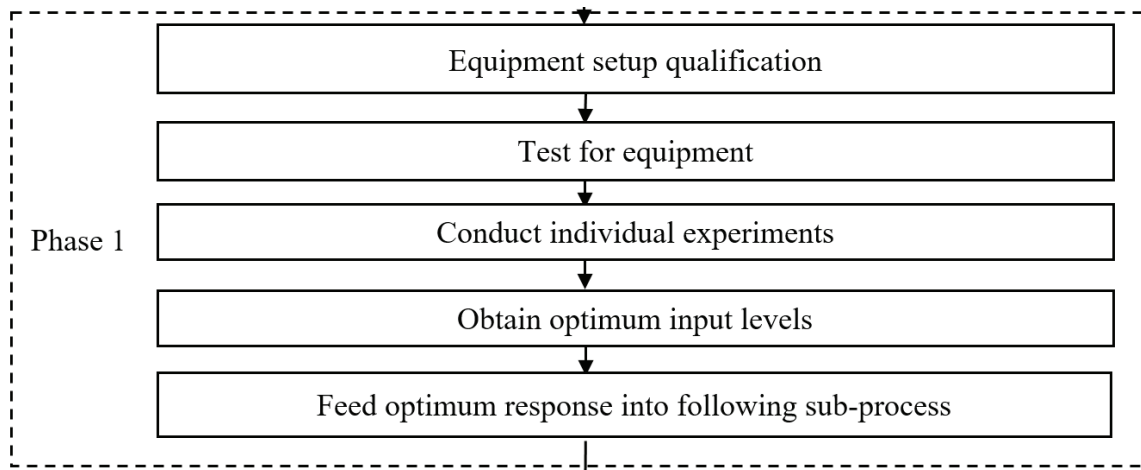 Equipment setup qualification
Test for equipment
Conduct individual experiments
Phase 1
Obtain optimum input levels
Feed optimum response into following sub-process